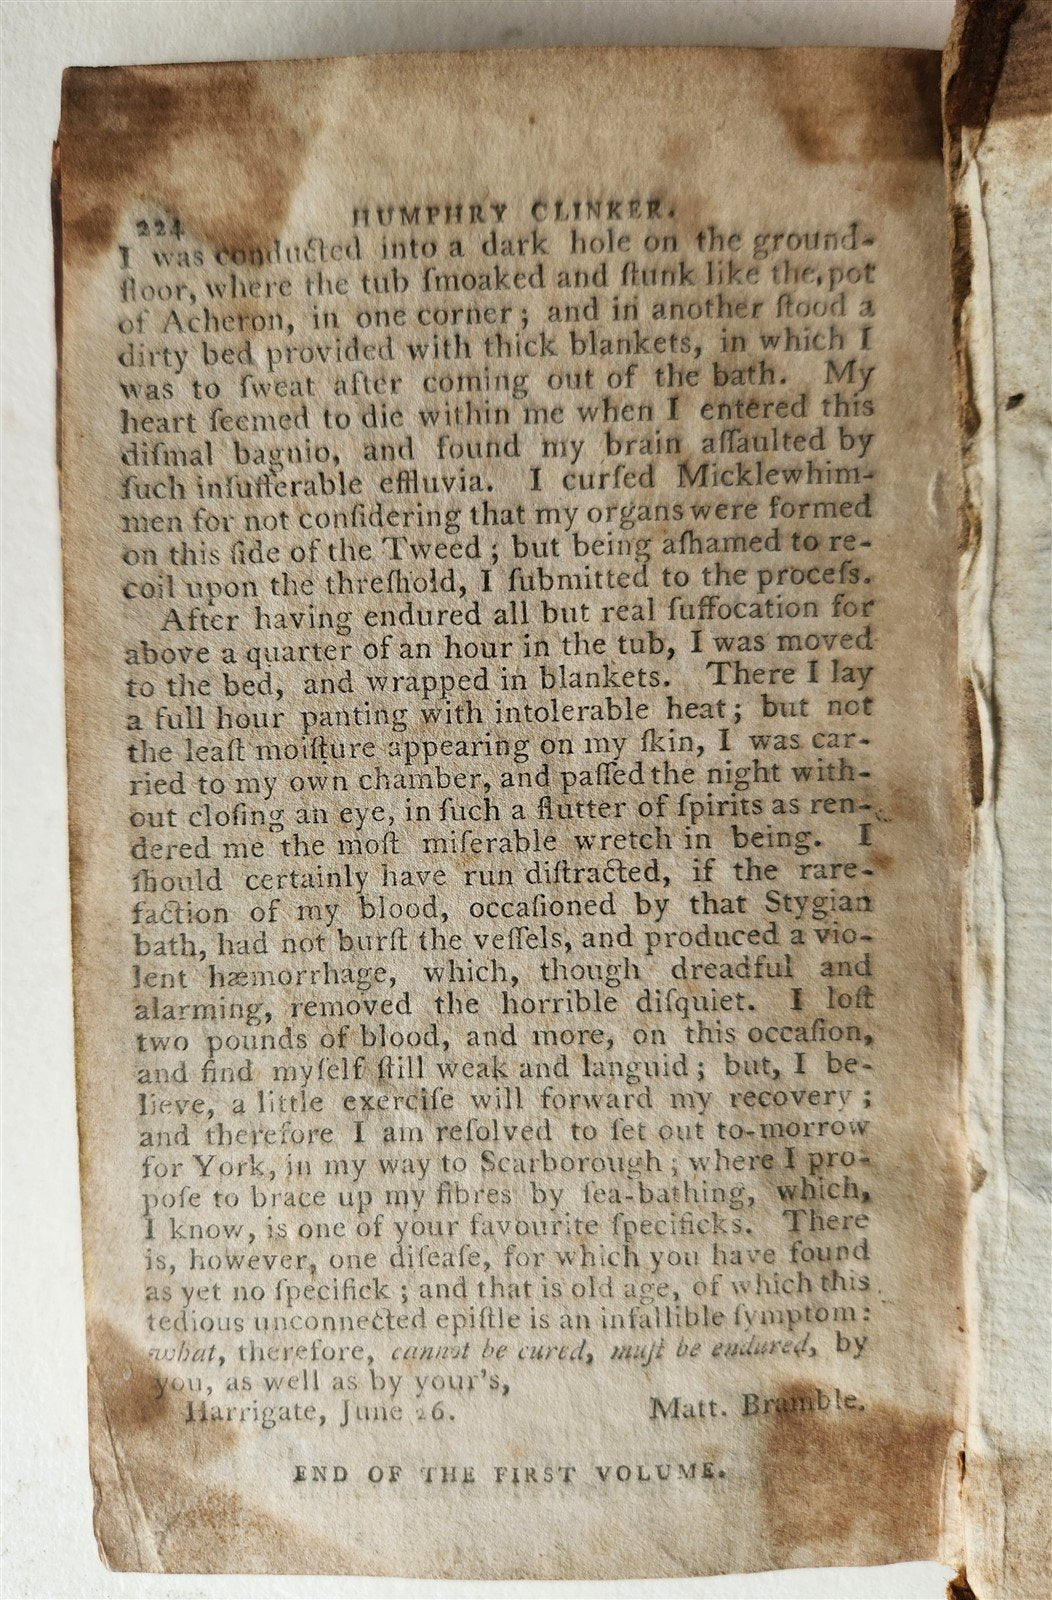 224
HUMPHRY CLINKER.
I was conducted into a dark hole on the ground-
floor, where the tub ſmoaked and ſtunk like the pot
of Acheron, in one corner; and in another ſtood a
dirty bed provided with thick blankets, in which I
was to ſweat after coming out of the bath. My
heart ſeemed to die within me when I entered this
diſmal bagnio, and found my brain aſſaulted by
ſuch inſufferable effluvia. I curſed Micklewhim-
men for not conſidering that my organs were formed
on this ſide of the Tweed; but being aſhamed to re-
coil upon the threſhold, I ſubmitted to the proceſs.
After having endured all but real ſuffocation for
above a quarter of an hour in the tub, I was moved
to the bed, and wrapped in blankets. There I lay
a full hour panting with intolerable heat; but not
the leaſt moiſture appearing on my ſkin, I was car-
ried to my own chamber, and paſſed the night with-
out cloſing an eye, in ſuch a flutter of ſpirits as ren-
dered me the moſt miſerable wretch in being. I
ſhould certainly have run diſtracted, if the rare-
faction of my blood, occaſioned by that Stygian
bath, had not burſt the veſſels, and produced a vio-
lent hæmorrhage, which, though dreadful and
alarming, removed the horrible diſquiet. I loſt
two pounds of blood, and more, on this occaſion,
and find myſelf ſtill weak and languid; but, I be-
lieve, a little exerciſe will forward my recovery;
and therefore I am reſolved to ſet out to-morrow
for York, in my way to Scarborough; where I pro-
poſe to brace up my fibres by ſea-bathing, which,
I know, is one of your favourite ſpecificks. There
is, however, one diſeaſe, for which you have found
as yet no ſpecifick; and that is old age, of which this
tedious unconnected epiſtle is an infallible ſymptom:
what, therefore, cannot be cured, muſt be endured, by
you, as well as by your's,
Harrigate, June 26. Matt. Bramble.
END OF THE FIRST VOLUME.